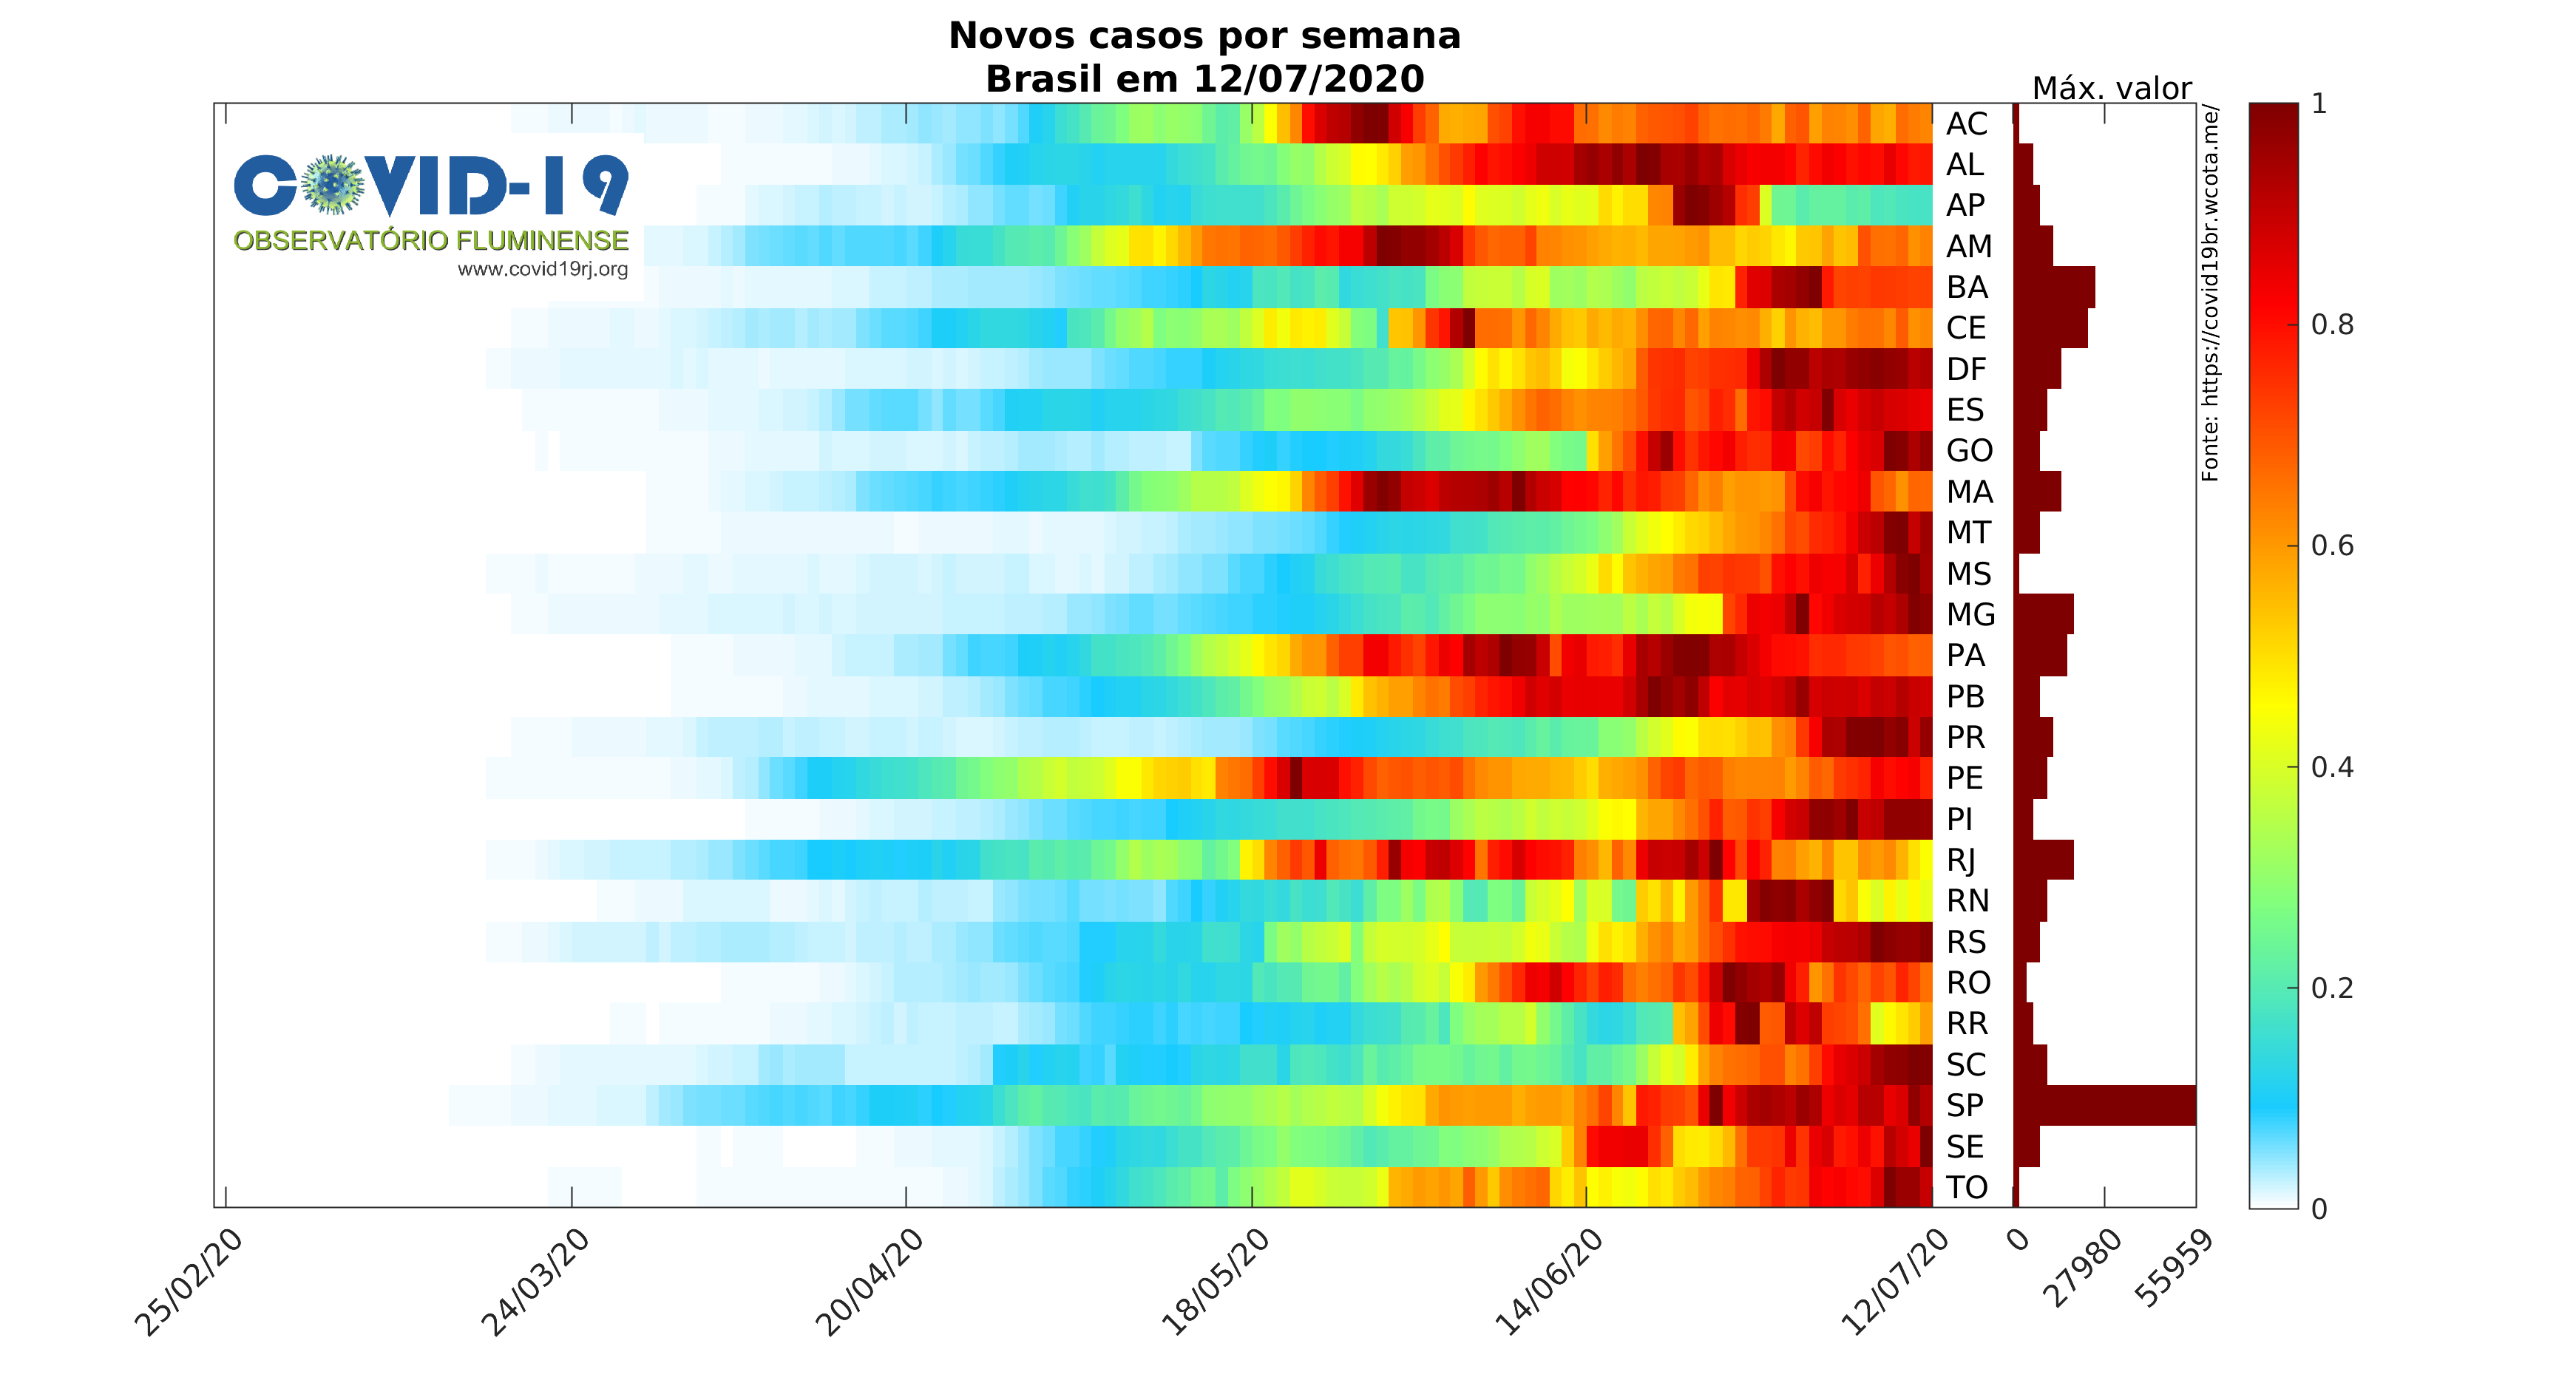 Novos casos por semana
Brasil em 12/07/2020
Máx. valor
COVID-19
OBSERVATÓRIO FLUMINENSE
www.covid19rj.org
AC
AL
AP
AM
BA
CE
DF
ES
GO
MA
MT
MS
MG
PA
PB
PR
PE
PI
RJ
RN
RS
RO
RR
SC
SP
SE
TO
Fonte: https://covid19br.wcota.me/
1
0.8
0.6
0.4
0.2
0
25/02/20
24/03/20
20/04/20
18/05/20
14/06/20
12/07/20
0
27980
55959